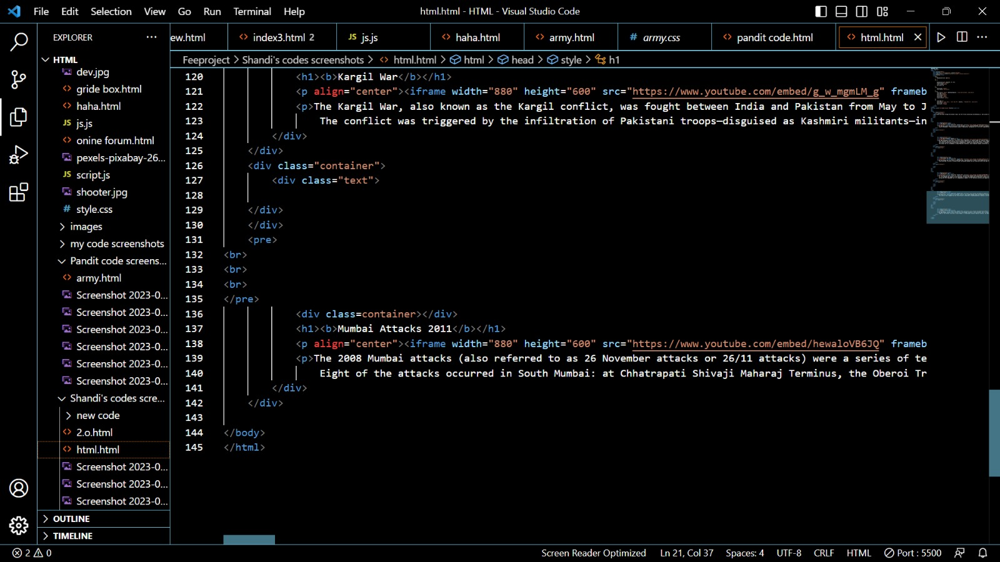 File Edit Selection View Go Run Terminal Help
html.html - HTML - Visual Studio Code
EXPLORER
ew.html
index3.html 2
JS js.js
haha.html
army.html
# army.css
pandit code.html
html.html
Feeproject > Shandi's codes screenshots > html.html > html > head > style > h1
HTML
dev.jpg
gride box.html
haha.html
JS js.js
onine forum.html
pexels-pixabay-26...
JS script.js
shooter.jpg
# style.css
images
my code screenshots
Pandit code screens...
army.html
Screenshot 2023-0...
Screenshot 2023-0...
Screenshot 2023-0...
Screenshot 2023-0...
Screenshot 2023-0...
Screenshot 2023-0...
Shandi's codes scre...
new code
2.o.html
html.html
Screenshot 2023-0...
Screenshot 2023-0...
Screenshot 2023-0...
OUTLINE
TIMELINE
120 <h1><b>Kargil War</b></h1>
121 <p align="center"><iframe width="880" height="600" src="https://www.youtube.com/embed/g_w_mgmLM_g" frameb
122 <p>The Kargil War, also known as the Kargil conflict, was fought between India and Pakistan from May to J
123 The conflict was triggered by the infiltration of Pakistani troops—disguised as Kashmiri militants—in
124 </div>
125 </div>
126 <div class="container">
127 <div class="text">
128
129 </div>
130 </div>
131 <pre>
132 <br>
133 <br>
134 <br>
135 </pre>
136 <div class=container></div>
137 <h1><b>Mumbai Attacks 2011</b></h1>
138 <p align="center"><iframe width="880" height="600" src="https://www.youtube.com/embed/hewaloVB6JQ" frameb
139 <p>The 2008 Mumbai attacks (also referred to as 26 November attacks or 26/11 attacks) were a series of te
140 Eight of the attacks occurred in South Mumbai: at Chhatrapati Shivaji Maharaj Terminus, the Oberoi Tr
141 </div>
142 </div>
143
144 </body>
145 </html>
2 0
Screen Reader Optimized Ln 21, Col 37 Spaces: 4 UTF-8 CRLF HTML Port : 5500